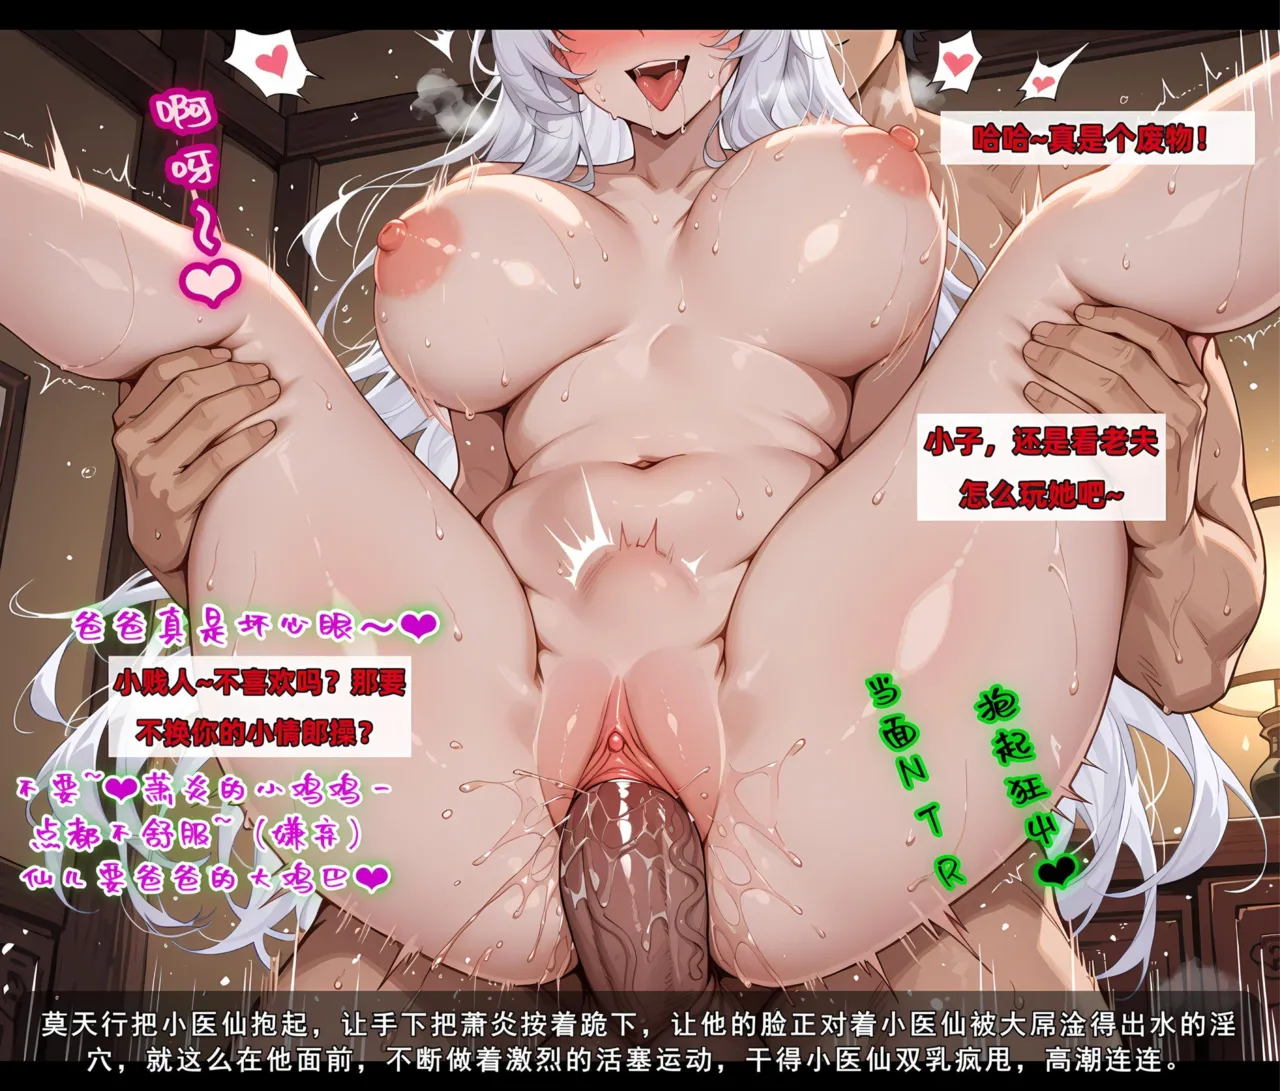 啊
呀
～
♥
哈哈~真是个废物！
小子，还是看老夫
怎么玩她吧~
爸爸真是坏心眼～♥
小贱人~不喜欢吗？那要
不换你的小情郎操？
不要~♥萧炎的小鸡鸡一
点都不舒服~（嫌弃）
仙儿要爸爸的大鸡巴♥
当面NTR
抱起狂屮♥
莫天行把小医仙抱起，让手下把萧炎按着跪下，让他的脸正对着小医仙被大屌淦得出水的淫
穴，就这么在他面前，不断做着激烈的活塞运动，干得小医仙双乳疯甩，高潮连连。